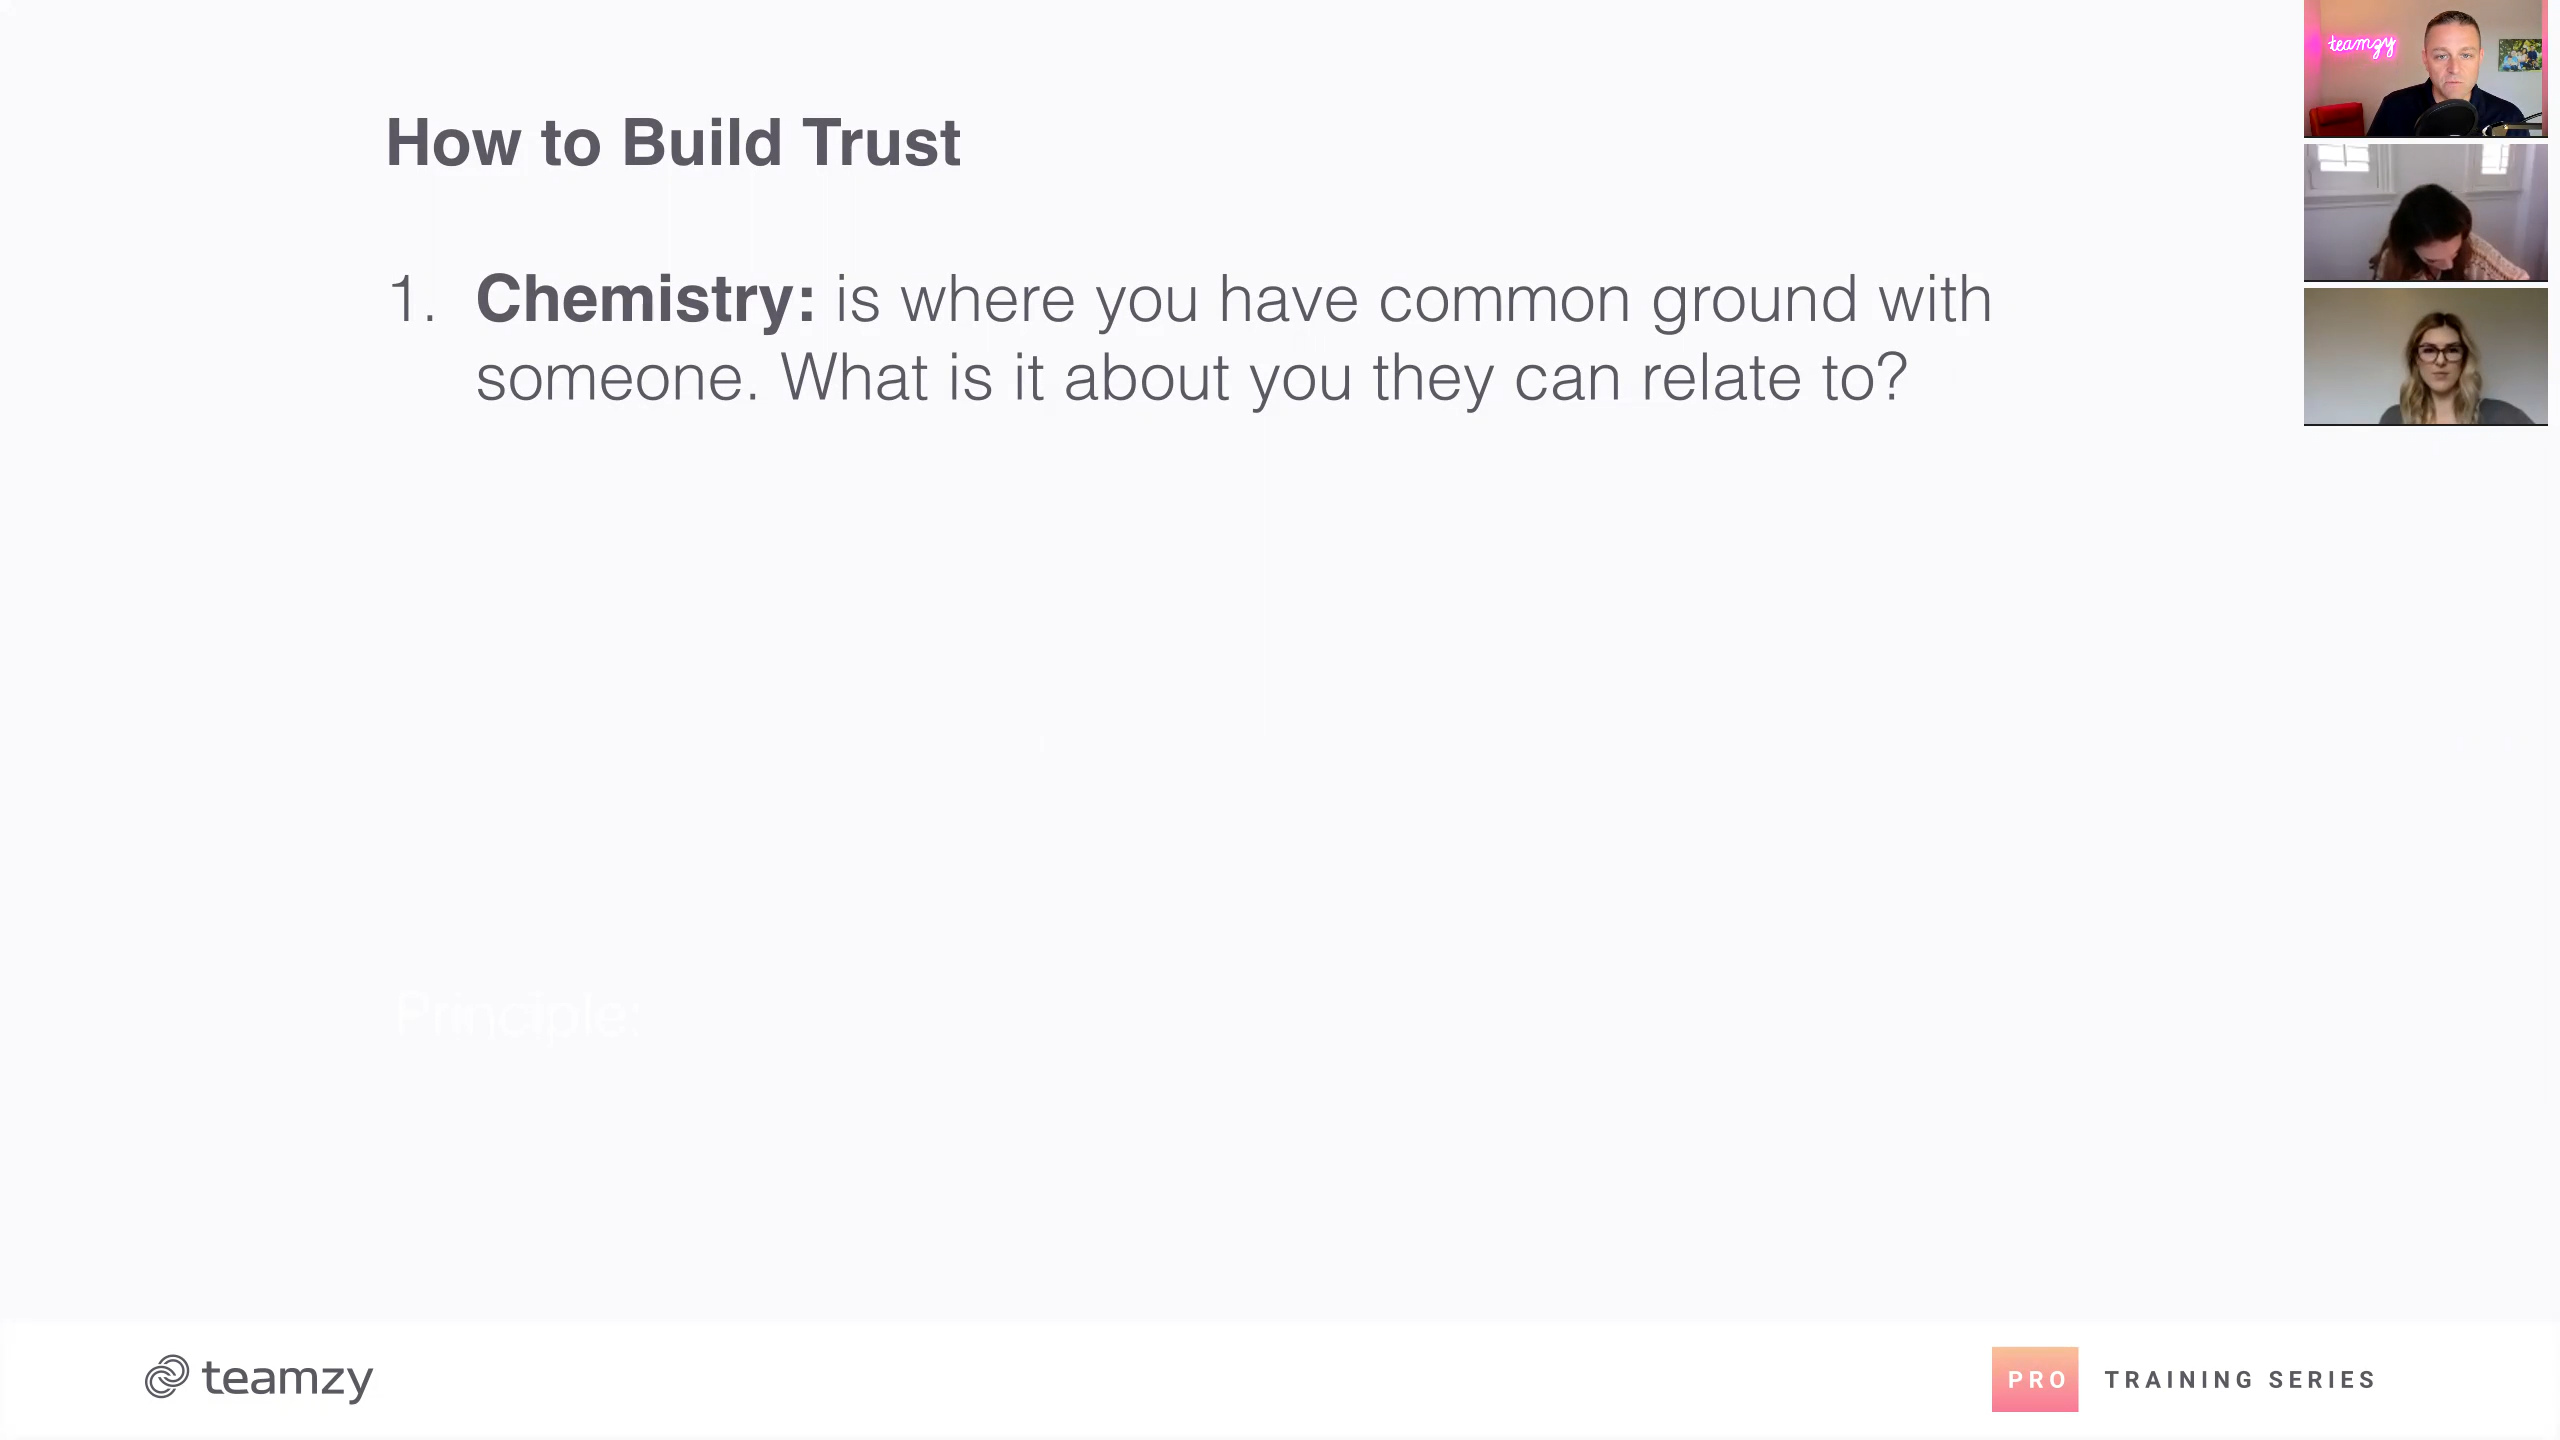 How to Build Trust
1. Chemistry: is where you have common ground with
someone. What is it about you they can relate to?
Principle:
teamzy
PRO TRAINING SERIES
teamzy